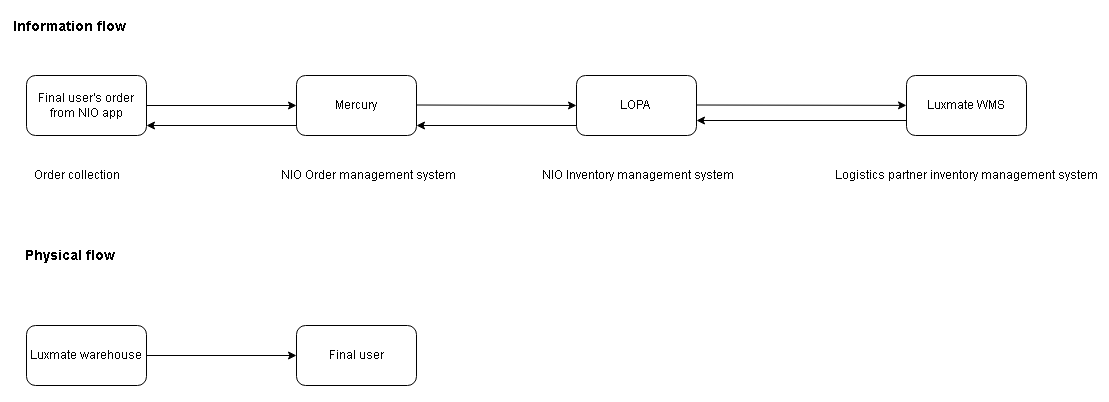 Information flow
Final user's order
from NIO app
Mercury
LOPA
Luxmate WMS
Order collection
NIO Order management system
NIO Inventory management system
Logistics partner inventory management system
Physical flow
Luxmate warehouse
Final user